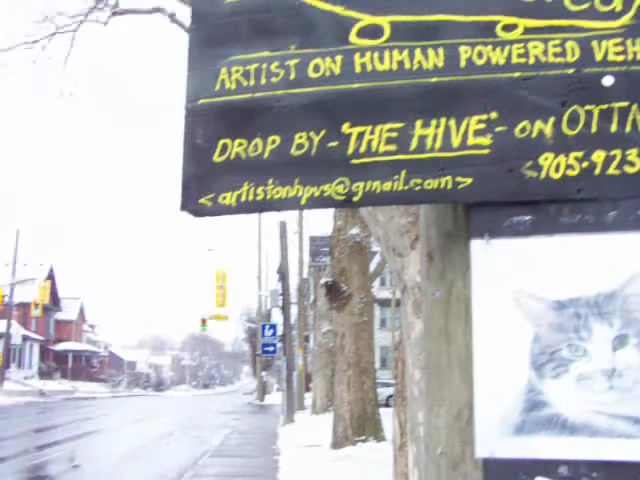 ARTIST ON HUMAN POWERED VEH
DROP BY - "THE HIVE" - ON OTTA
<905-923
<artistonhpvs@gmail.com>